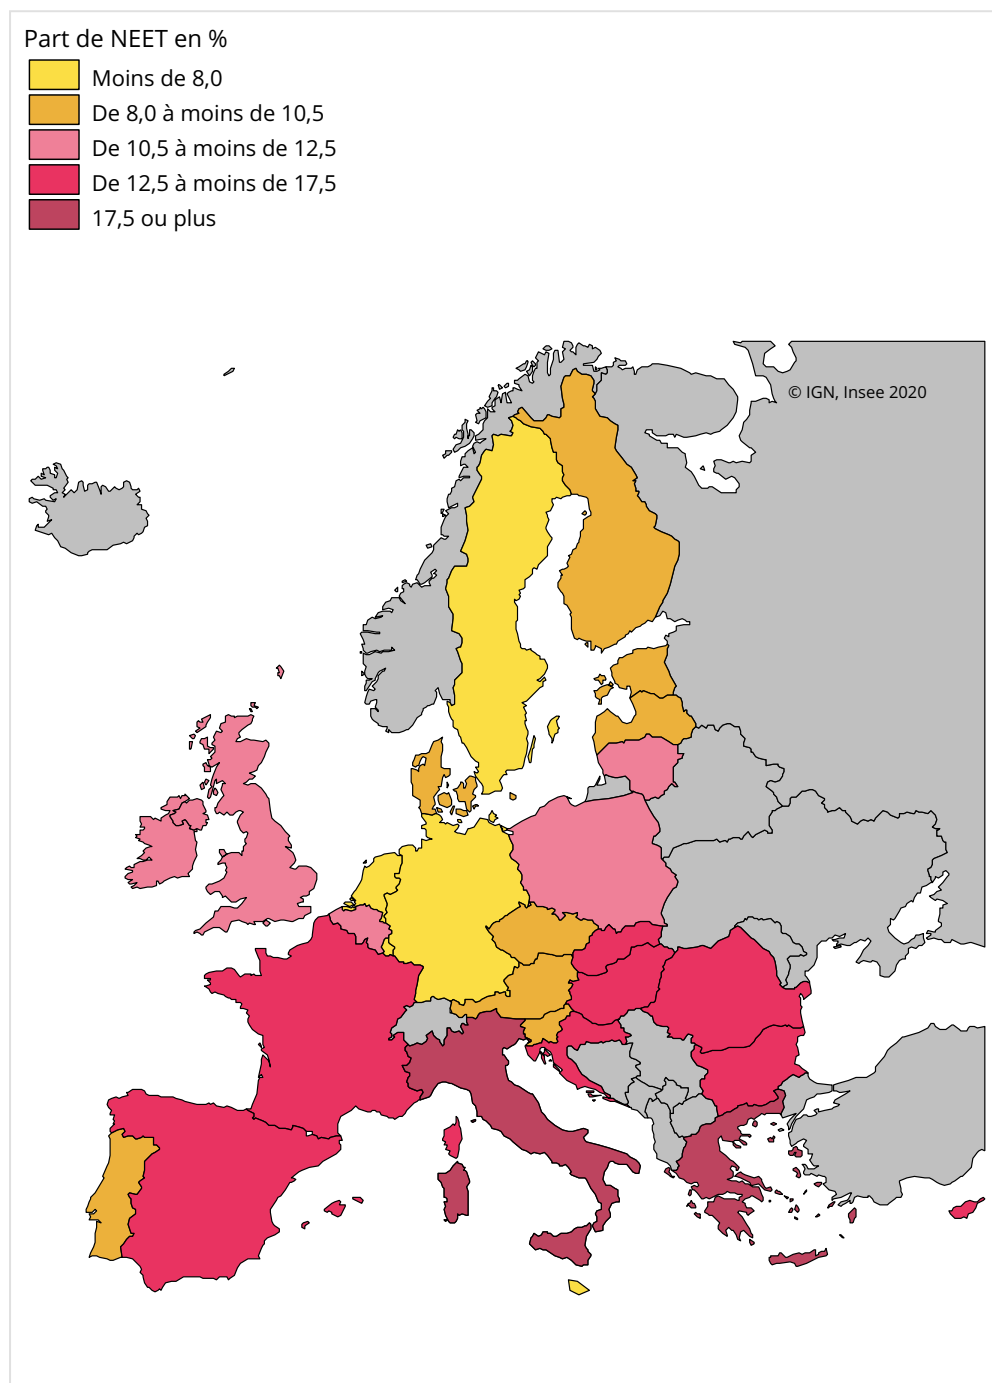 Part de NEET en %
Moins de 8,0
De 8,0 à moins de 10,5
De 10,5 à moins de 12,5
De 12,5 à moins de 17,5
17,5 ou plus
© IGN, Insee 2020